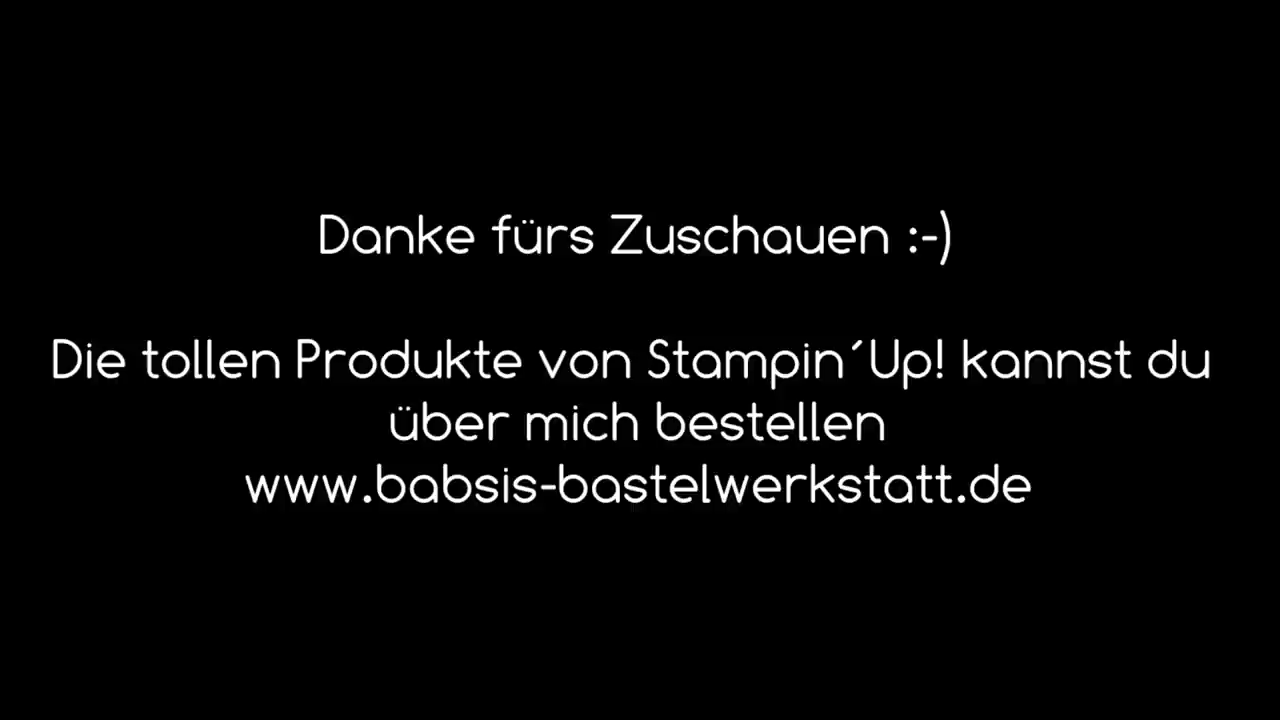 Danke fürs Zuschauen :-)
Die tollen Produkte von Stampin´Up! kannst du
über mich bestellen
www.babsis-bastelwerkstatt.de